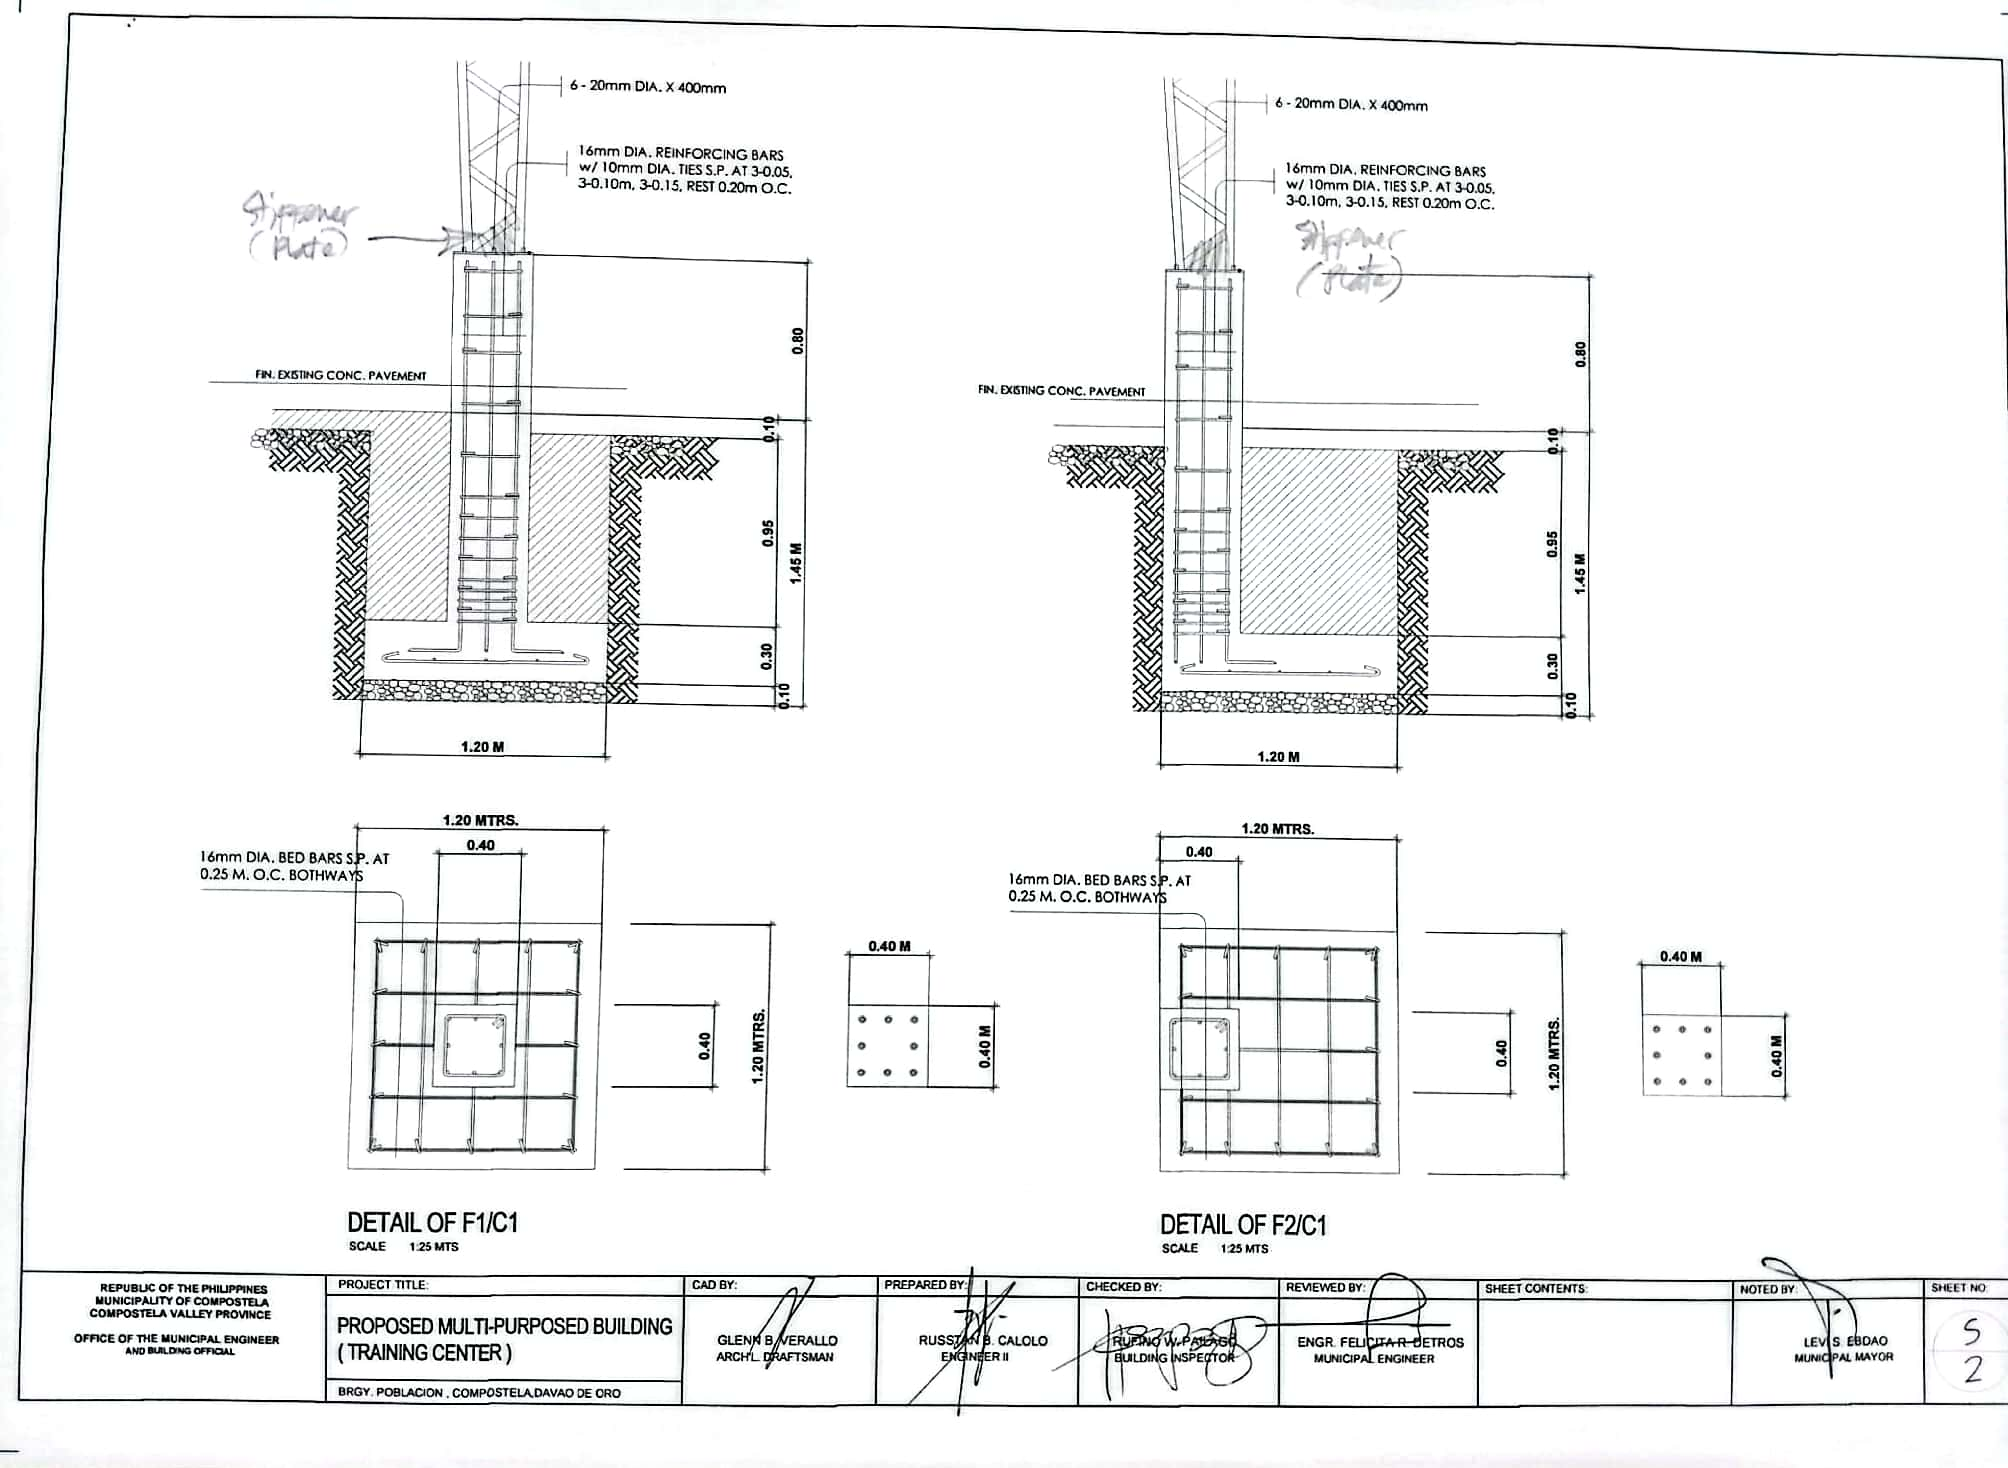 6 - 20mm DIA. X 400mm
16mm DIA. REINFORCING BARS
w/ 10mm DIA. TIES S.P. AT 3-0.05,
3-0.10m, 3-0.15, REST 0.20m O.C.
Stiffener
(Plate)
FIN. EXISTING CONC. PAVEMENT
0.80
0.10
0.95
1.45 M
0.30
0.10
1.20 M
6 - 20mm DIA. X 400mm
16mm DIA. REINFORCING BARS
w/ 10mm DIA. TIES S.P. AT 3-0.05,
3-0.10m, 3-0.15, REST 0.20m O.C.
Stiffener
(Plate)
FIN. EXISTING CONC. PAVEMENT
0.80
0.10
0.95
1.45 M
0.30
0.10
1.20 M
1.20 MTRS.
0.40
16mm DIA. BED BARS S.P. AT
0.25 M. O.C. BOTHWAYS
0.40
1.20 MTRS.
0.40 M
0.40 M
DETAIL OF F1/C1
SCALE 1:25 MTS
1.20 MTRS.
0.40
16mm DIA. BED BARS S.P. AT
0.25 M. O.C. BOTHWAYS
0.40
1.20 MTRS.
0.40 M
0.40 M
DETAIL OF F2/C1
SCALE 1:25 MTS
REPUBLIC OF THE PHILIPPINES
MUNICIPALITY OF COMPOSTELA
COMPOSTELA VALLEY PROVINCE
OFFICE OF THE MUNICIPAL ENGINEER
AND BUILDING OFFICIAL
PROJECT TITLE:
PROPOSED MULTI-PURPOSED BUILDING
( TRAINING CENTER )
BRGY. POBLACION , COMPOSTELA,DAVAO DE ORO
CAD BY:
GLENN B. VERALLO
ARCH'L. DRAFTSMAN
PREPARED BY:
RUSSTAN B. CALOLO
ENGINEER II
CHECKED BY:
RUFINO W.
BUILDING INSPECTOR
REVIEWED BY:
ENGR. FELICITA R. DETROS
MUNICIPAL ENGINEER
SHEET CONTENTS:
NOTED BY:
LEVI S. EBDAO
MUNICIPAL MAYOR
SHEET NO:
S
2